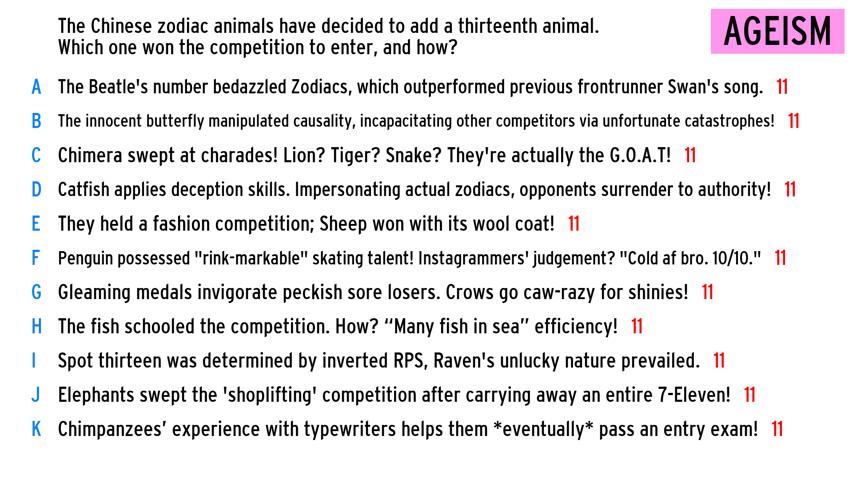 The Chinese zodiac animals have decided to add a thirteenth animal.
Which one won the competition to enter, and how?
AGEISM
A The Beatle's number bedazzled Zodiacs, which outperformed previous frontrunner Swan's song. 11
B The innocent butterfly manipulated causality, incapacitating other competitors via unfortunate catastrophes! 11
C Chimera swept at charades! Lion? Tiger? Snake? They're actually the G.O.A.T! 11
D Catfish applies deception skills. Impersonating actual zodiacs, opponents surrender to authority! 11
E They held a fashion competition; Sheep won with its wool coat! 11
F Penguin possessed "rink-markable" skating talent! Instagrammers' judgement? "Cold af bro. 10/10." 11
G Gleaming medals invigorate peckish sore losers. Crows go caw-razy for shinies! 11
H The fish schooled the competition. How? “Many fish in sea” efficiency! 11
I Spot thirteen was determined by inverted RPS, Raven's unlucky nature prevailed. 11
J Elephants swept the 'shoplifting' competition after carrying away an entire 7-Eleven! 11
K Chimpanzees’ experience with typewriters helps them *eventually* pass an entry exam! 11